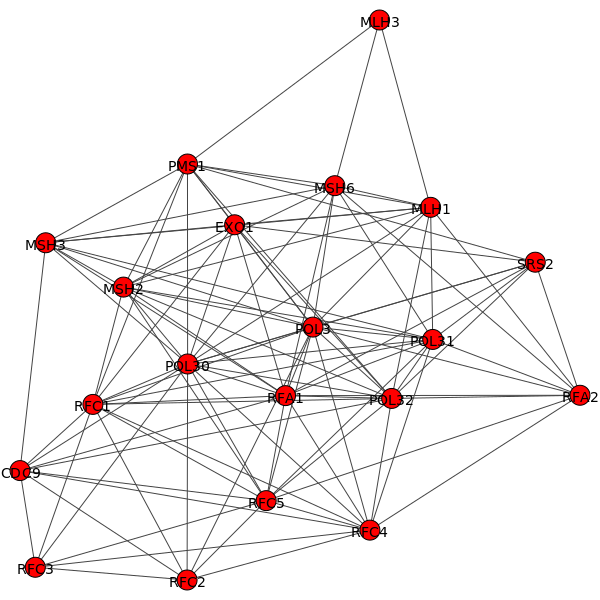 MLH3
PMS1
MSH6
MLH1
EXO1
MSH3
SRS2
MSH2
POL3
POL31
POL30
RFA1
POL32
RFA2
RFC1
CDC9
RFC5
RFC4
RFC3
RFC2